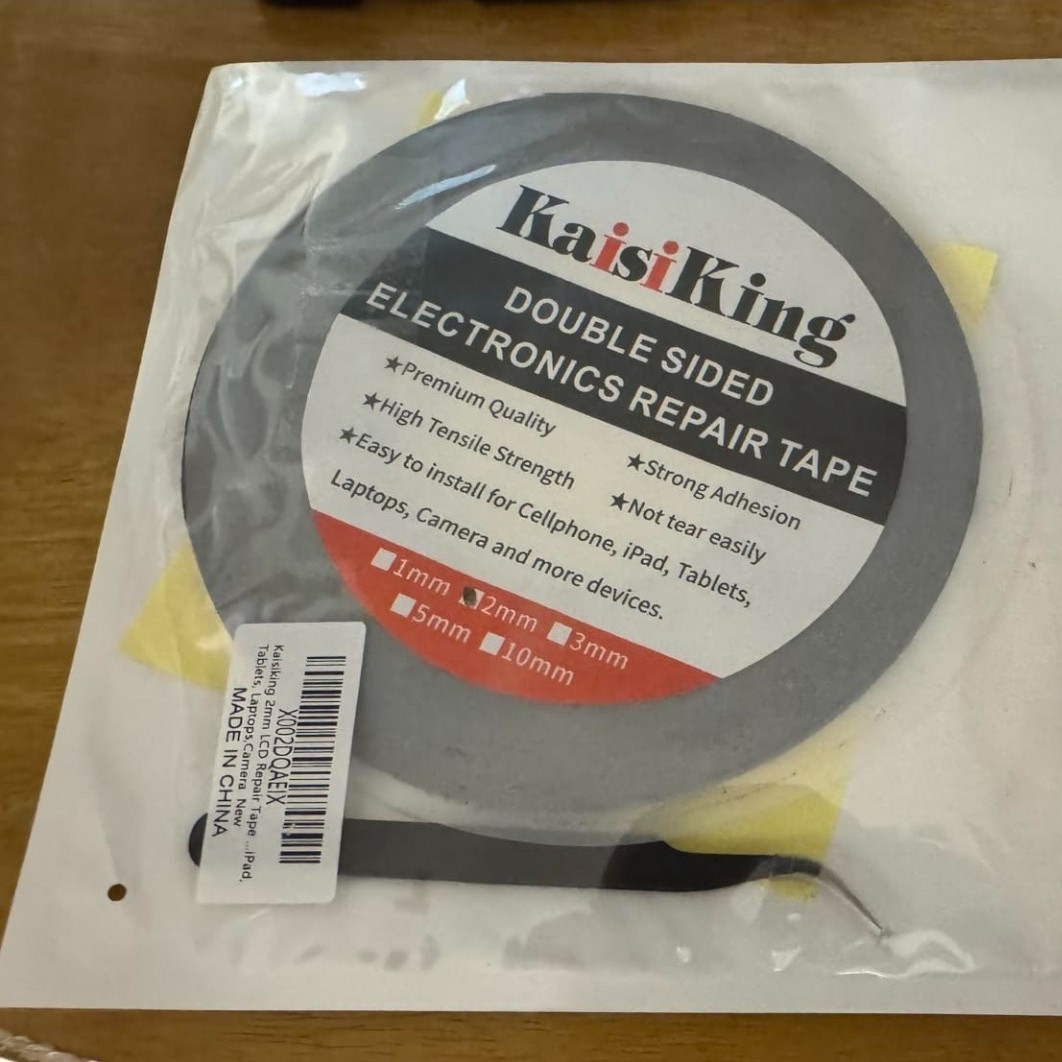 KaisiKing
DOUBLE SIDED
ELECTRONICS REPAIR TAPE
★Premium Quality
★Strong Adhesion
★High Tensile Strength
★Not tear easily
★Easy to install for Cellphone, iPad, Tablets,
Laptops, Camera and more devices.
1mm 2mm 3mm
5mm 10mm
X002DQAEIX
Kaisiking 2mm LCD Repair Tape ...iPad,
Tablets, Laptops,Camera New
MADE IN CHINA